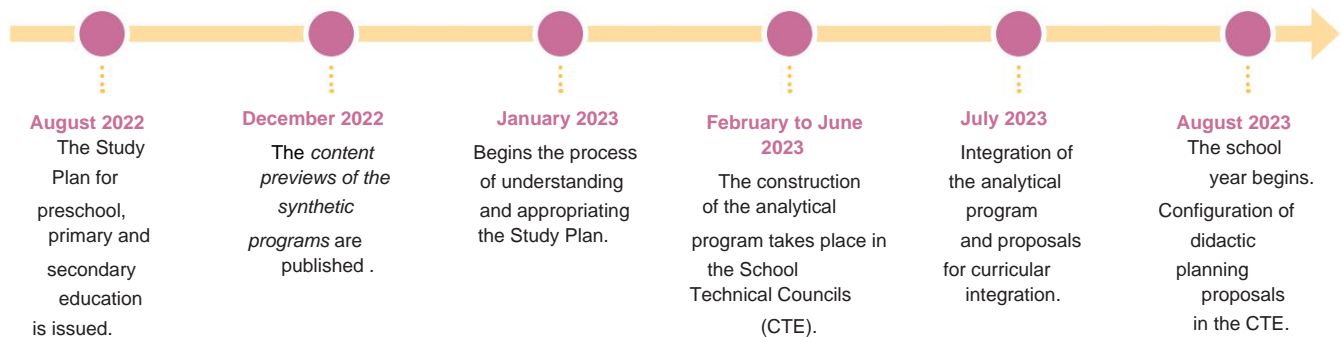 August 2022
The Study
Plan for
preschool,
primary and
secondary
education
is issued.
December 2022
The content
previews of the
synthetic
programs are
published .
January 2023
Begins the process
of understanding
and appropriating
the Study Plan.
February to June
2023
The construction
of the analytical
program takes place in
the School
Technical Councils
(CTE).
July 2023
Integration of
the analytical
program
and proposals
for curricular
integration.
August 2023
The school
year begins.
Configuration of
didactic
planning
proposals
in the CTE.